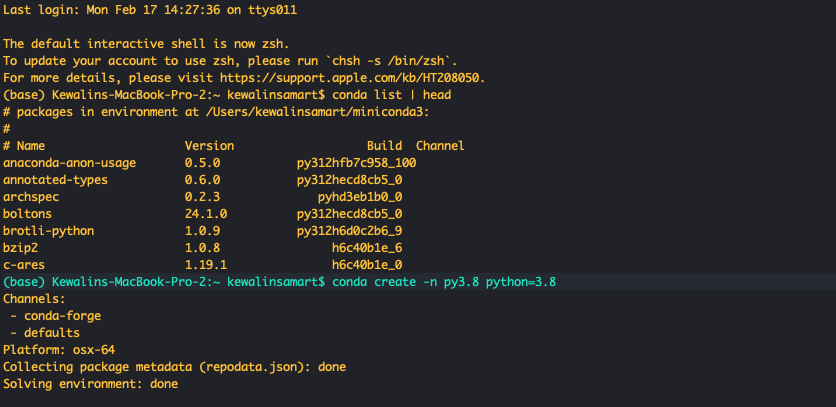 Last login: Mon Feb 17 14:27:36 on ttys011

The default interactive shell is now zsh.
To update your account to use zsh, please run `chsh -s /bin/zsh`.
For more details, please visit https://support.apple.com/kb/HT208050.
(base) Kewalins-MacBook-Pro-2:~ kewalinsamart$ conda list | head
# packages in environment at /Users/kewalinsamart/miniconda3:
#
# Name                    Version                   Build  Channel
anaconda-anon-usage       0.5.0           py312hfb7c958_100
annotated-types           0.6.0           py312hecd8cb5_0
archspec                  0.2.3              pyhd3eb1b0_0
boltons                   24.1.0          py312hecd8cb5_0
brotli-python             1.0.9           py312h6d0c2b6_9
bzip2                     1.0.8                h6c40b1e_6
c-ares                    1.19.1               h6c40b1e_0
(base) Kewalins-MacBook-Pro-2:~ kewalinsamart$ conda create -n py3.8 python=3.8
Channels:
 - conda-forge
 - defaults
Platform: osx-64
Collecting package metadata (repodata.json): done
Solving environment: done